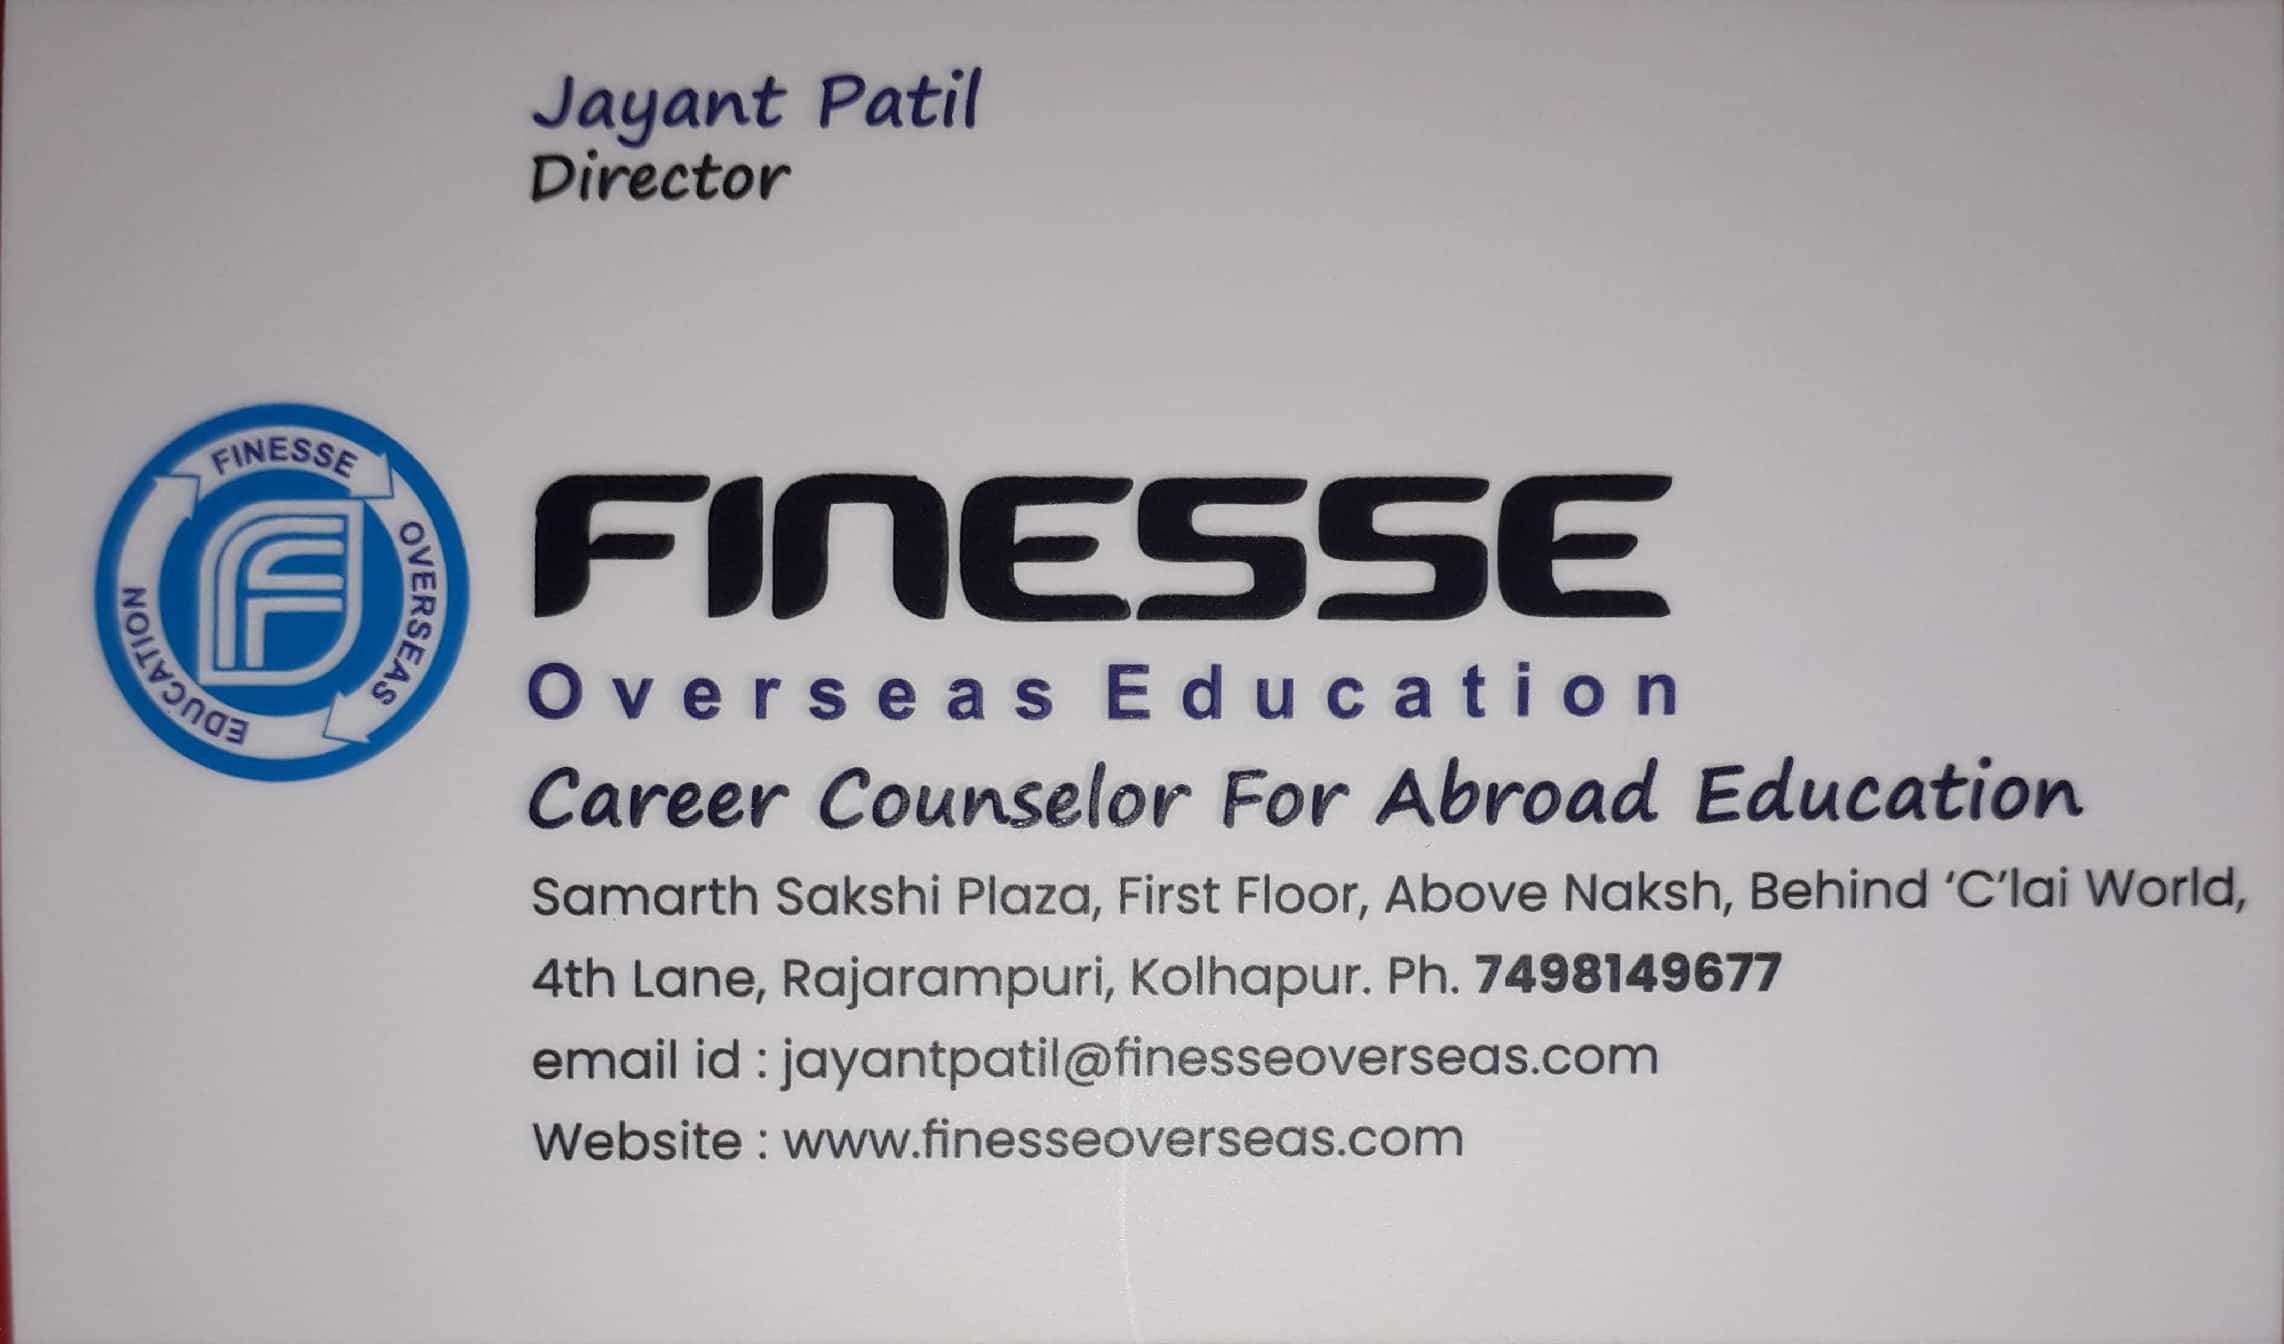 Jayant Patil
Director
FINESSE
OVERSEAS
EDUCATION
FINESSE
Overseas Education
Career Counselor For Abroad Education
Samarth Sakshi Plaza, First Floor, Above Naksh, Behind ‘C’lai World,
4th Lane, Rajarampuri, Kolhapur. Ph. 7498149677
email id : jayantpatil@finesseoverseas.com
Website : www.finesseoverseas.com